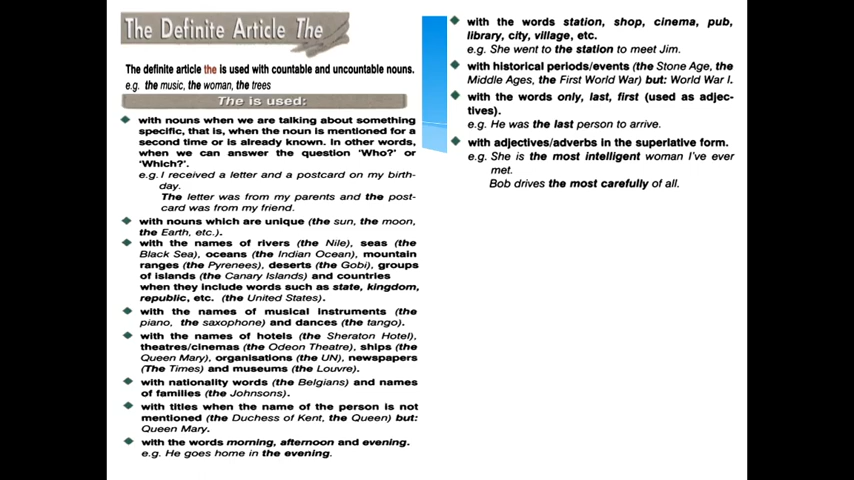 The Definite Article The
The definite article the is used with countable and uncountable nouns.
e.g. the music, the woman, the trees
The is used:
with nouns when we are talking about something
specific, that is, when the noun is mentioned for a
second time or is already known. In other words,
when we can answer the question 'Who?' or
'Which?'.
e.g. I received a letter and a postcard on my birth-
day.
The letter was from my parents and the post-
card was from my friend.
with nouns which are unique (the sun, the moon,
the Earth, etc.).
with the names of rivers (the Nile), seas (the
Black Sea), oceans (the Indian Ocean), mountain
ranges (the Pyrenees), deserts (the Gobi), groups
of islands (the Canary Islands) and countries
when they include words such as state, kingdom,
republic, etc. (the United States).
with the names of musical instruments (the
piano, the saxophone) and dances (the tango).
with the names of hotels (the Sheraton Hotel),
theatres/cinemas (the Odeon Theatre), ships (the
Queen Mary), organisations (the UN), newspapers
(The Times) and museums (the Louvre).
with nationality words (the Belgians) and names
of families (the Johnsons).
with titles when the name of the person is not
mentioned (the Duchess of Kent, the Queen) but:
Queen Mary.
with the words morning, afternoon and evening.
e.g. He goes home in the evening.
with the words station, shop, cinema, pub,
library, city, village, etc.
e.g. She went to the station to meet Jim.
with historical periods/events (the Stone Age, the
Middle Ages, the First World War) but: World War I.
with the words only, last, first (used as adjec-
tives).
e.g. He was the last person to arrive.
with adjectives/adverbs in the superlative form.
e.g. She is the most intelligent woman I've ever
met.
Bob drives the most carefully of all.